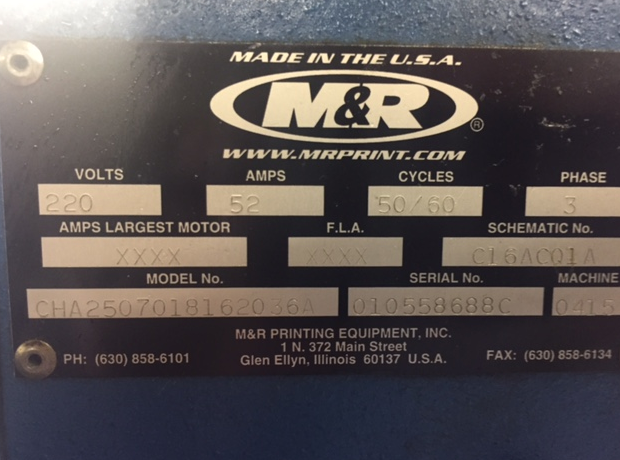 MADE IN THE U.S.A.
M&R®
WWW.MRPRINT.COM
VOLTS AMPS CYCLES PHASE
220 52 50/60 3
AMPS LARGEST MOTOR F.L.A. SCHEMATIC No.
XXXX XXXX C16ACQ1A
MODEL No. SERIAL No. MACHINE
CHA2507018162036A 010558688C 0415
M&R PRINTING EQUIPMENT, INC.
1 N. 372 Main Street
PH: (630) 858-6101 Glen Ellyn, Illinois 60137 U.S.A. FAX: (630) 858-6134